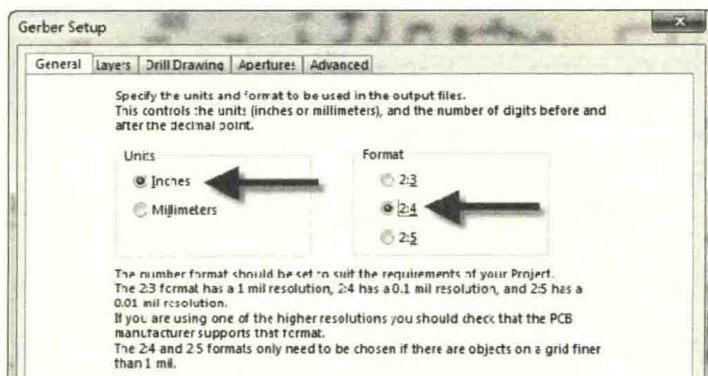 Gerber Setup
General Layers Drill Drawing Apertures Advanced
Specify the units and format to be used in the output files.
This controls the units (inches or millimeters), and the number of digits before and
after the decimal point.
Units
Format
Inches
2:3
Millimeters
2:4
2:5
The number format should be set to suit the requirements of your Project.
The 2:3 format has a 1 mil resolution, 2:4 has a 0.1 mil resolution, and 2:5 has a
0.01 mil resolution.
If you are using one of the higher resolutions you should check that the PCB
manufacturer supports that format.
The 2:4 and 2:5 formats only need to be chosen if there are objects on a grid finer
than 1 mil.